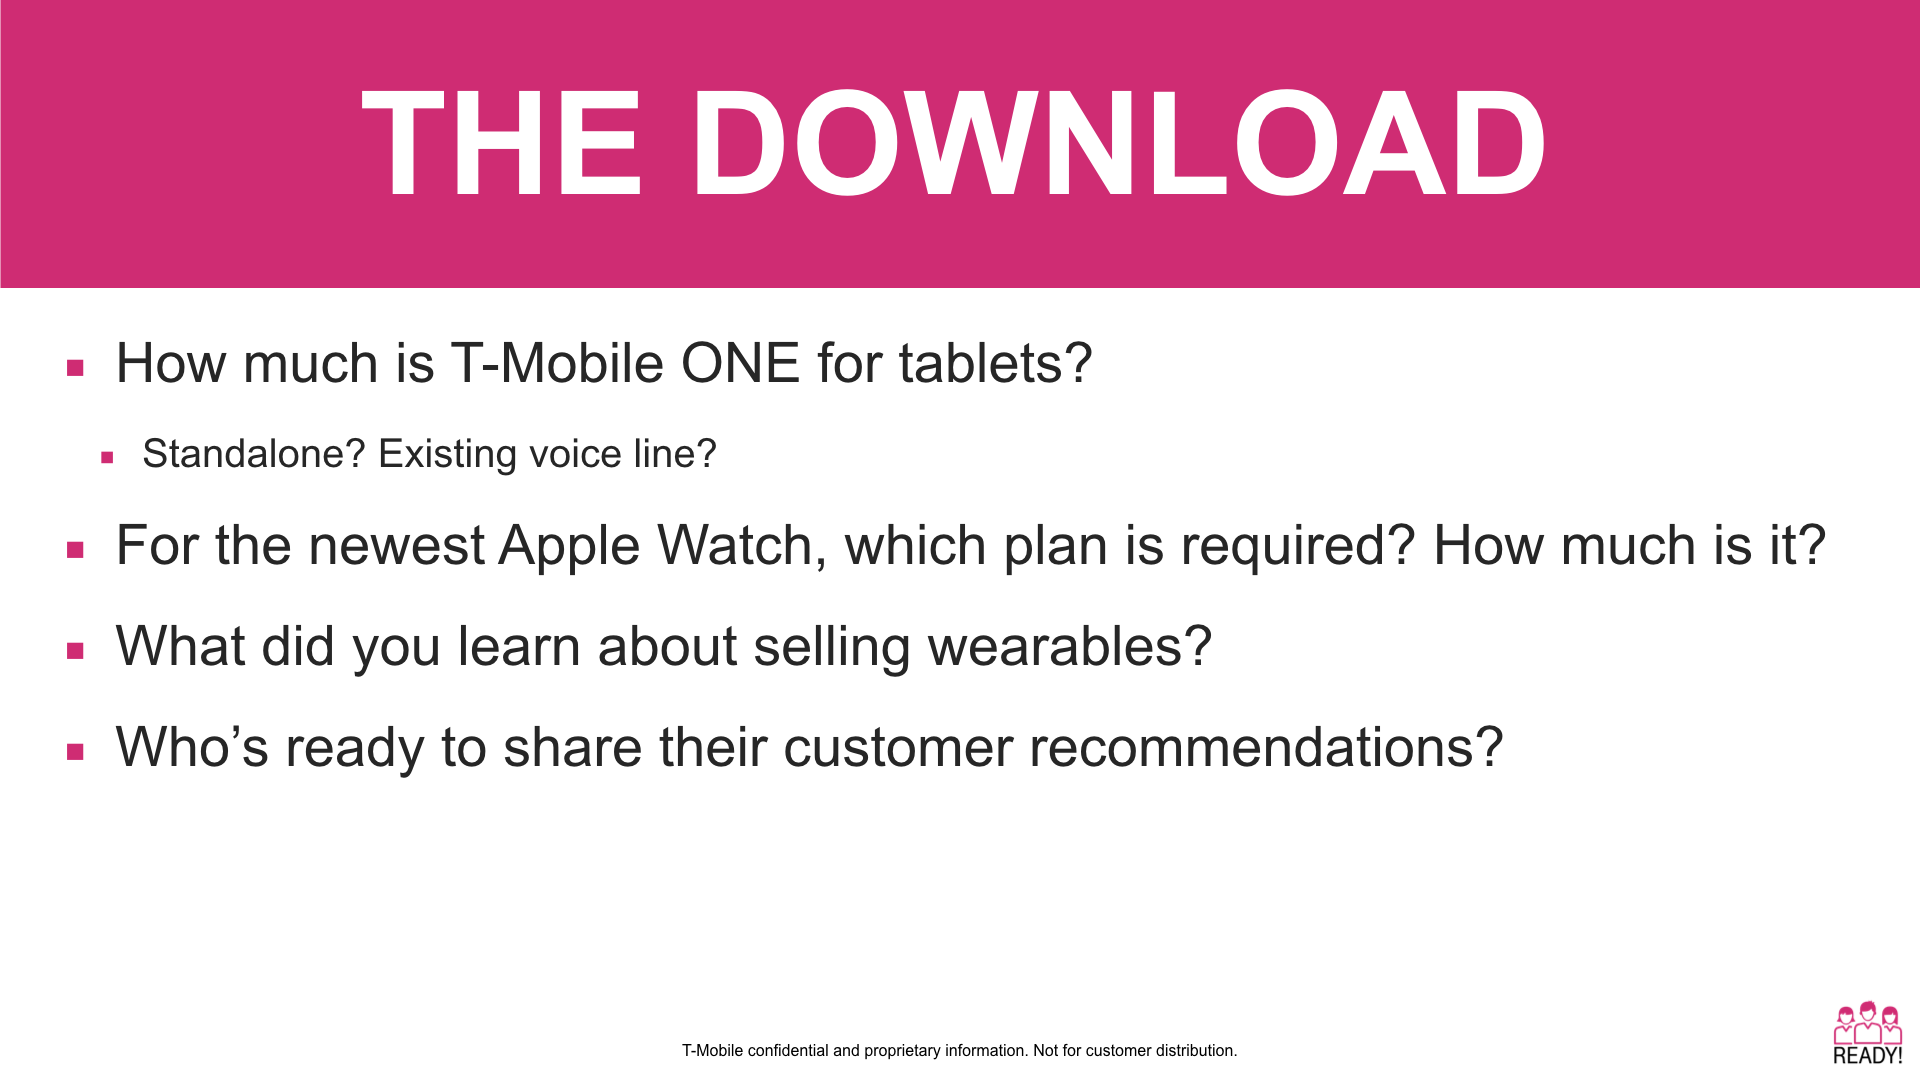 THE DOWNLOAD
How much is T-Mobile ONE for tablets?
Standalone? Existing voice line?
For the newest Apple Watch, which plan is required? How much is it?
What did you learn about selling wearables?
Who’s ready to share their customer recommendations?
T-Mobile confidential and proprietary information. Not for customer distribution.
READY!